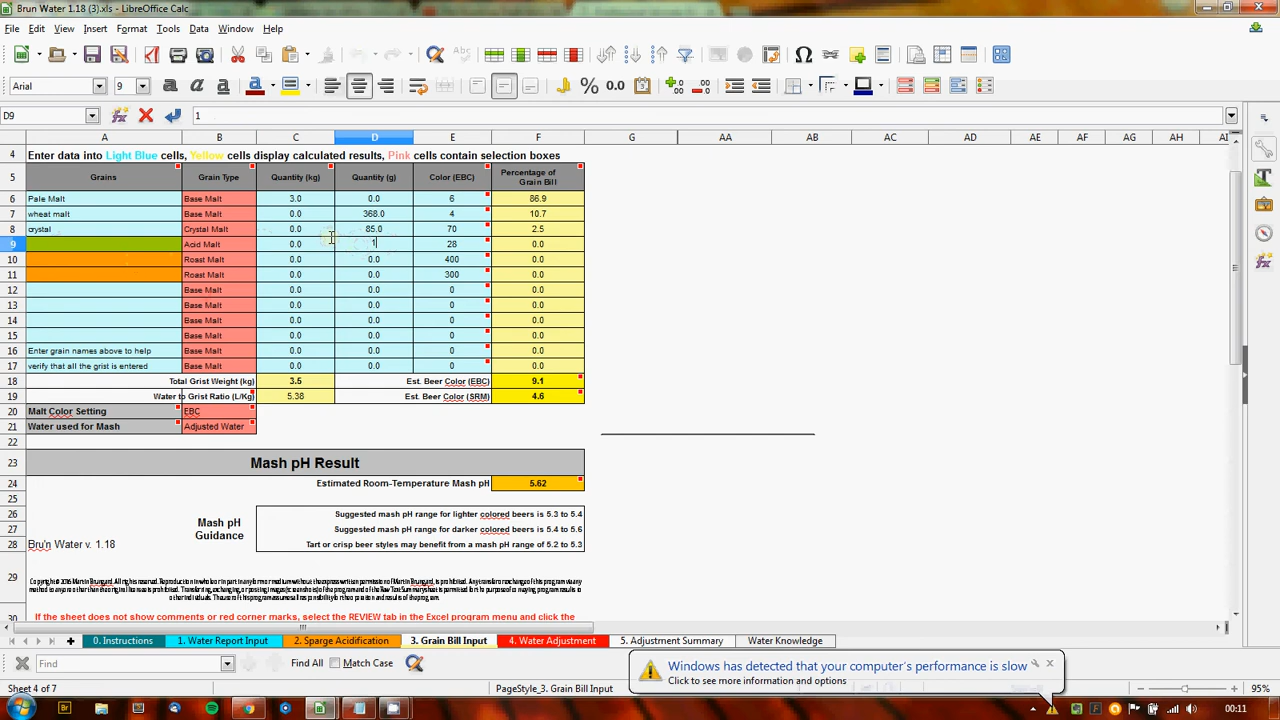 Brun Water 1.18 (3).xls - LibreOffice Calc
File Edit View Insert Format Tools Data Window Help
Arial 9
D9 1
A B C D E F G AA AB AC AD AE AF AG AH AI
4 Enter data into Light Blue cells, Yellow cells display calculated results, Pink cells contain selection boxes
5 Grains Grain Type Quantity (kg) Quantity (g) Color (EBC) Percentage of Grain Bill
6 Pale Malt Base Malt 3.0 0.0 6 86.9
7 wheat malt Base Malt 0.0 368.0 4 10.7
8 crystal Crystal Malt 0.0 85.0 70 2.5
9 Acid Malt 0.0 1 28 0.0
10 Roast Malt 0.0 0.0 400 0.0
11 Roast Malt 0.0 0.0 300 0.0
12 Base Malt 0.0 0.0 0 0.0
13 Base Malt 0.0 0.0 0 0.0
14 Base Malt 0.0 0.0 0 0.0
15 Base Malt 0.0 0.0 0 0.0
16 Enter grain names above to help Base Malt 0.0 0.0 0 0.0
17 verify that all the grist is entered Base Malt 0.0 0.0 0 0.0
18 Total Grist Weight (kg) 3.5 Est. Beer Color (EBC) 9.1
19 Water to Grist Ratio (L/Kg) 5.38 Est. Beer Color (SRM) 4.6
20 Malt Color Setting EBC
21 Water used for Mash Adjusted Water
22
23 Mash pH Result
24 Estimated Room-Temperature Mash pH 5.62
25
26 Suggested mash pH range for lighter colored beers is 5.3 to 5.4
27 Mash pH Guidance Suggested mash pH range for darker colored beers is 5.4 to 5.6
28 Bru'n Water v. 1.18 Tart or crisp beer styles may benefit from a mash pH range of 5.2 to 5.3
29
30 If the sheet does not show comments or red corner marks, select the REVIEW tab in the Excel program menu and click the
0. Instructions 1. Water Report Input 2. Sparge Acidification 3. Grain Bill Input 4. Water Adjustment 5. Adjustment Summary Water Knowledge
Find Find All Match Case
Windows has detected that your computer's performance is slow
Click to see more information and options
Sheet 4 of 7 PageStyle_3. Grain Bill Input 95%
Br 00:11